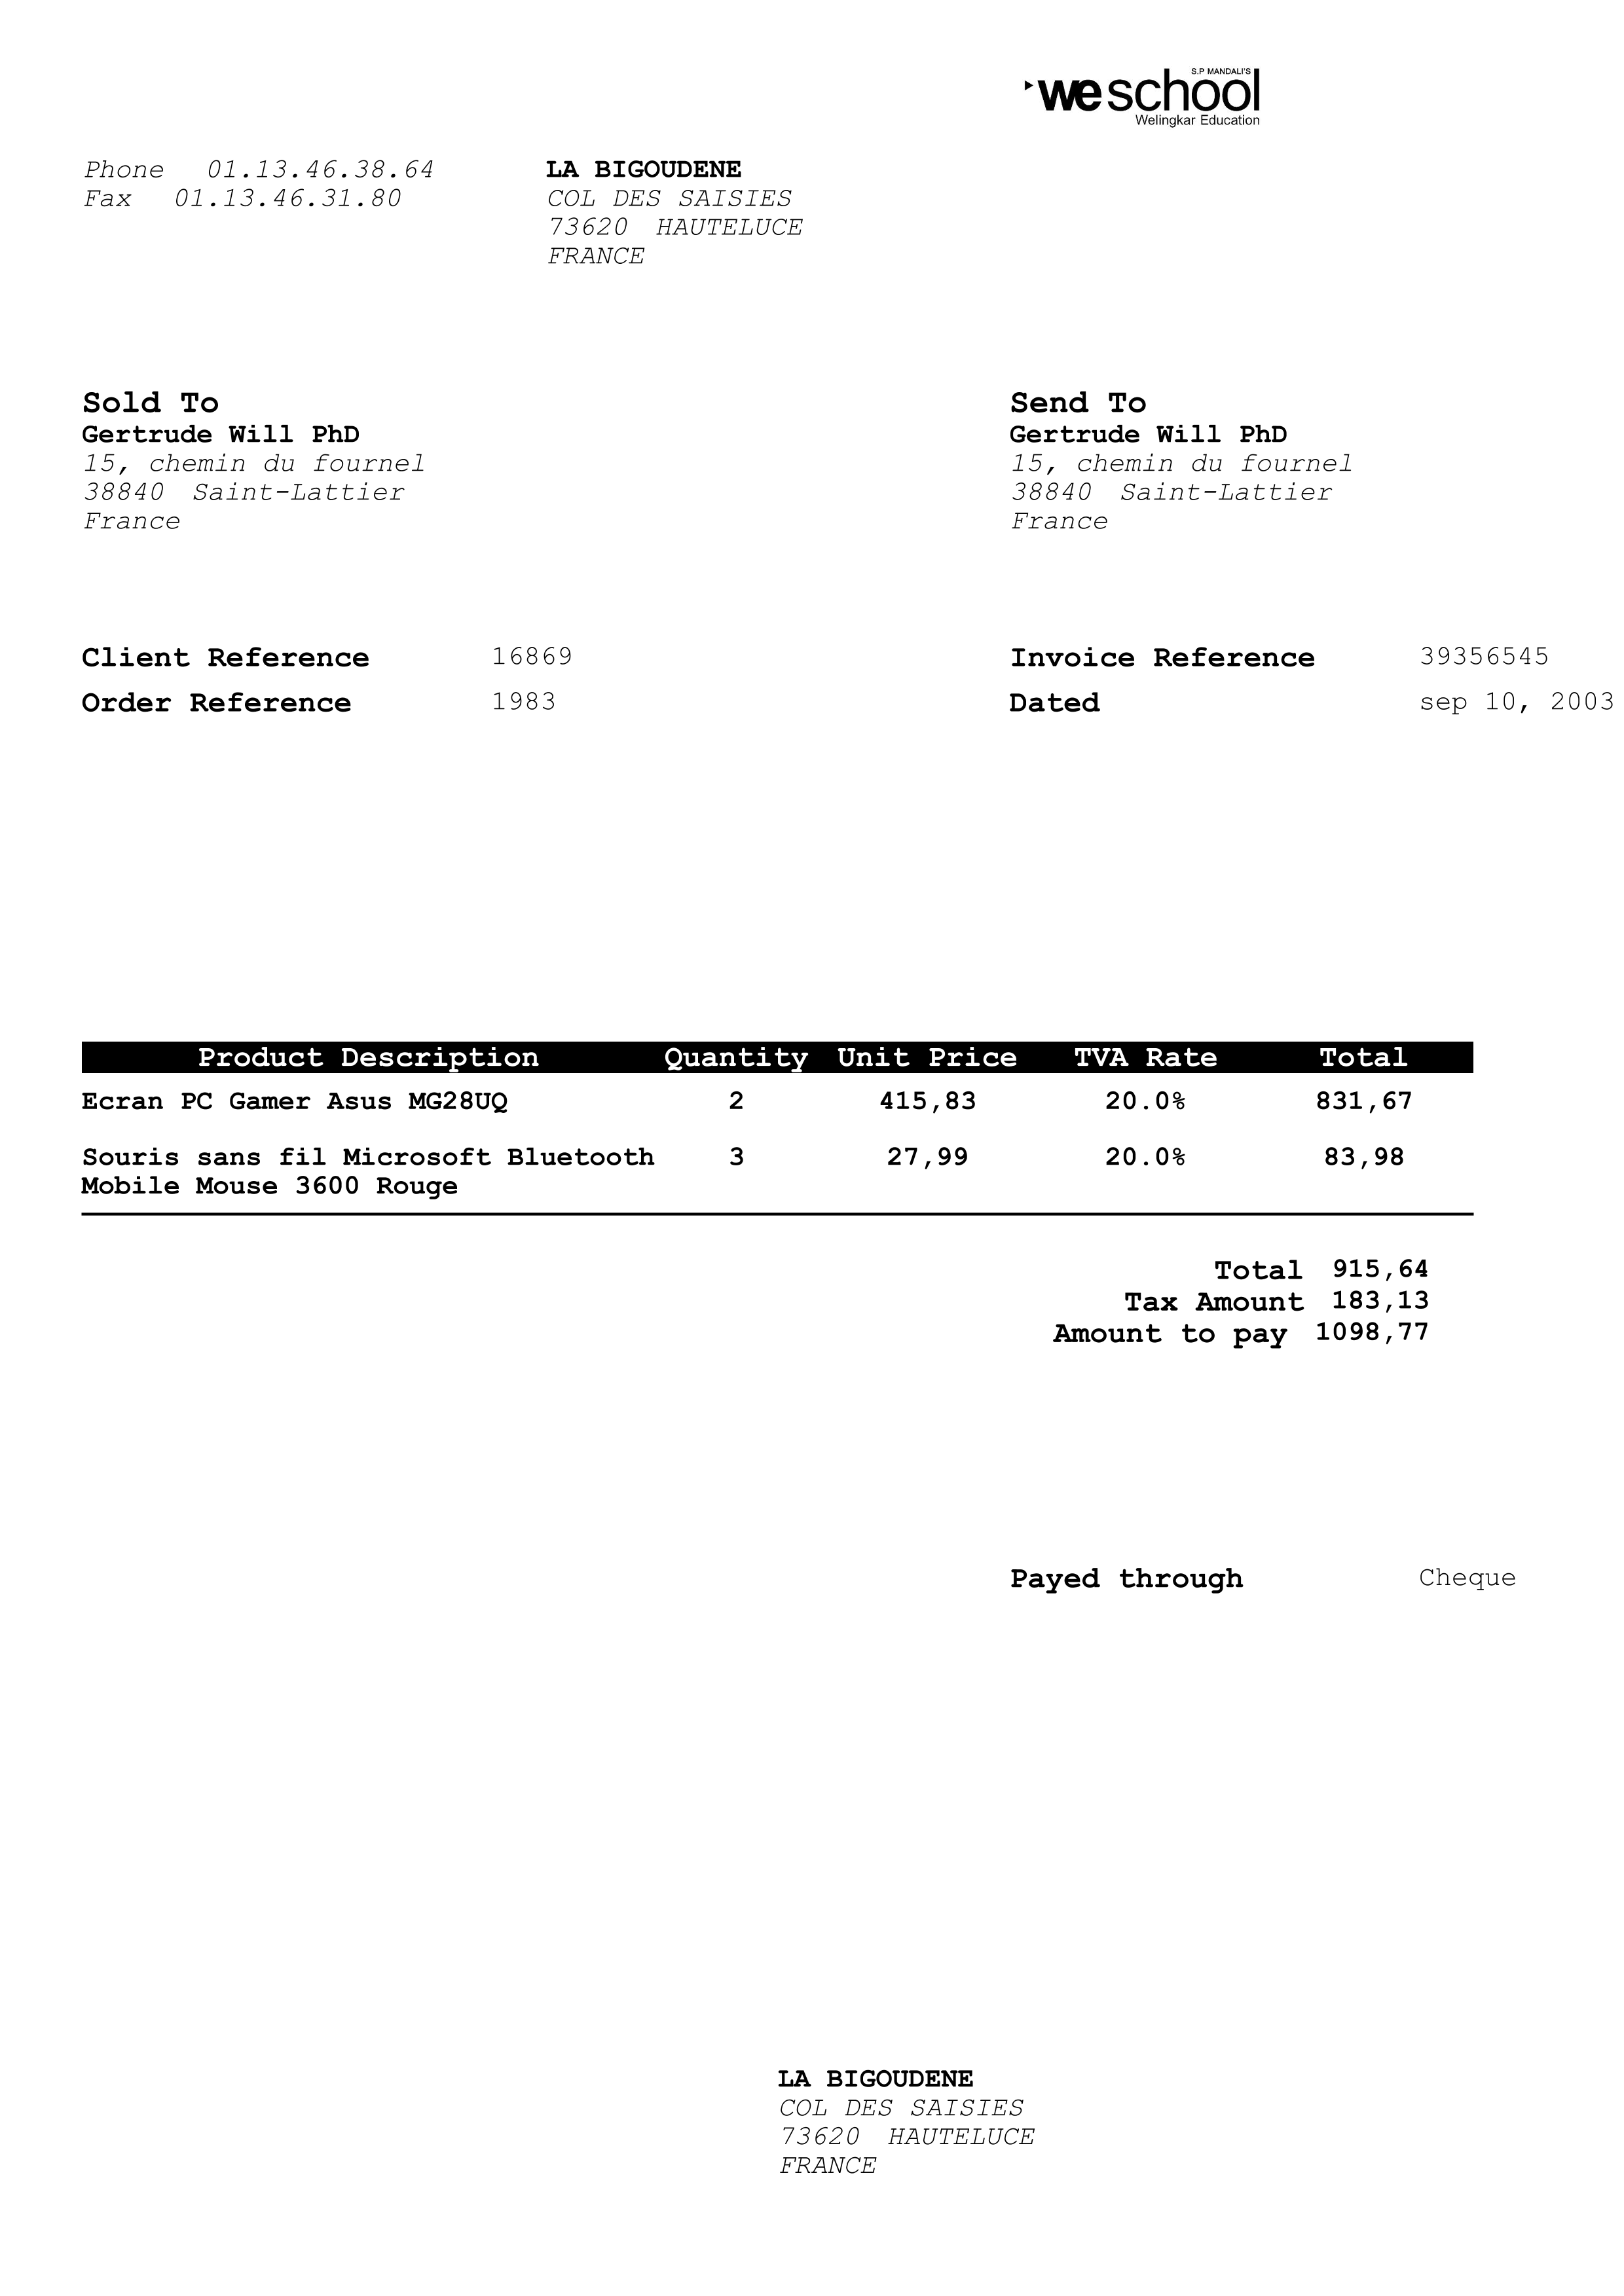 S.P MANDALI'S
weschool
Welingkar Education
Phone 01.13.46.38.64
Fax 01.13.46.31.80
LA BIGOUDENE
COL DES SAISIES
73620 HAUTELUCE
FRANCE
Sold To
Gertrude Will PhD
15, chemin du fournel
38840 Saint-Lattier
France
Send To
Gertrude Will PhD
15, chemin du fournel
38840 Saint-Lattier
France
Client Reference 16869
Order Reference 1983
Invoice Reference 39356545
Dated sep 10, 2003
Product Description Quantity Unit Price TVA Rate Total
Ecran PC Gamer Asus MG28UQ 2 415,83 20.0% 831,67
Souris sans fil Microsoft Bluetooth 3 27,99 20.0% 83,98
Mobile Mouse 3600 Rouge
Total 915,64
Tax Amount 183,13
Amount to pay 1098,77
Payed through Cheque
LA BIGOUDENE
COL DES SAISIES
73620 HAUTELUCE
FRANCE